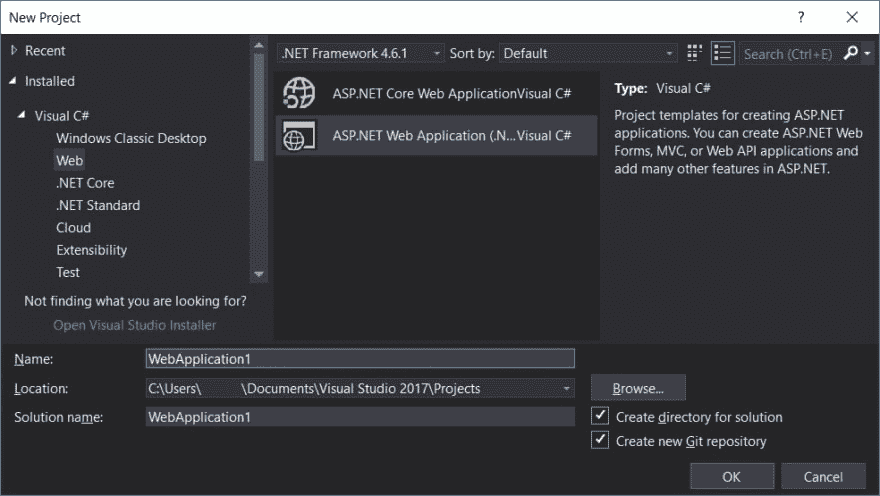 New Project
?
Recent
Installed
Visual C#
Windows Classic Desktop
Web
.NET Core
.NET Standard
Cloud
Extensibility
Test
Not finding what you are looking for?
Open Visual Studio Installer
.NET Framework 4.6.1
Sort by: Default
Search (Ctrl+E)
ASP.NET Core Web Application Visual C#
ASP.NET Web Application (.N... Visual C#
Type: Visual C#
Project templates for creating ASP.NET
applications. You can create ASP.NET Web
Forms, MVC, or Web API applications and
add many other features in ASP.NET.
Name: WebApplication1
Location: C:\Users\ \Documents\Visual Studio 2017\Projects
Browse...
Solution name: WebApplication1
Create directory for solution
Create new Git repository
OK
Cancel